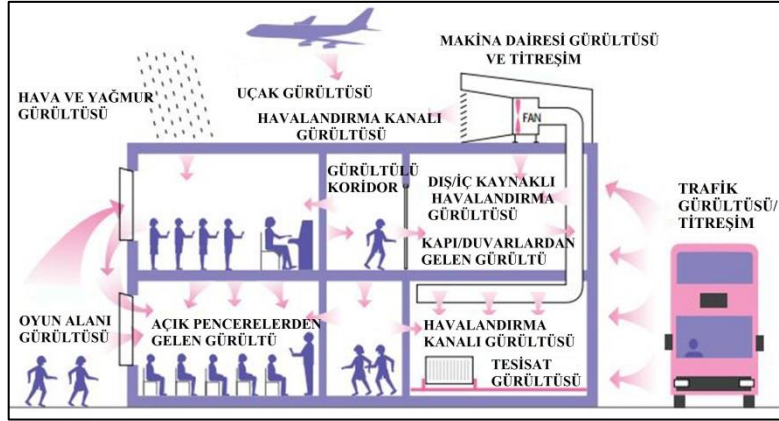 MAKİNA DAİRESİ GÜRÜLTÜSÜ
VE TİTREŞİM
HAVA VE YAĞMUR
GÜRÜLTÜSÜ
UÇAK GÜRÜLTÜSÜ
HAVALANDIRMA KANALI
GÜRÜLTÜSÜ
FAN
GÜRÜLTÜLÜ
KORİDOR
DIŞ/İÇ KAYNAKLI
HAVALANDIRMA
GÜRÜLTÜSÜ
KAPI/DUVARLARDAN
GELEN GÜRÜLTÜ
TRAFİK
GÜRÜLTÜSÜ/
TİTREŞİM
OYUN ALANI
GÜRÜLTÜSÜ
AÇIK PENCERELERDEN
GELEN GÜRÜLTÜ
HAVALANDIRMA
KANALI GÜRÜLTÜSÜ
TESİSAT
GÜRÜLTÜSÜ